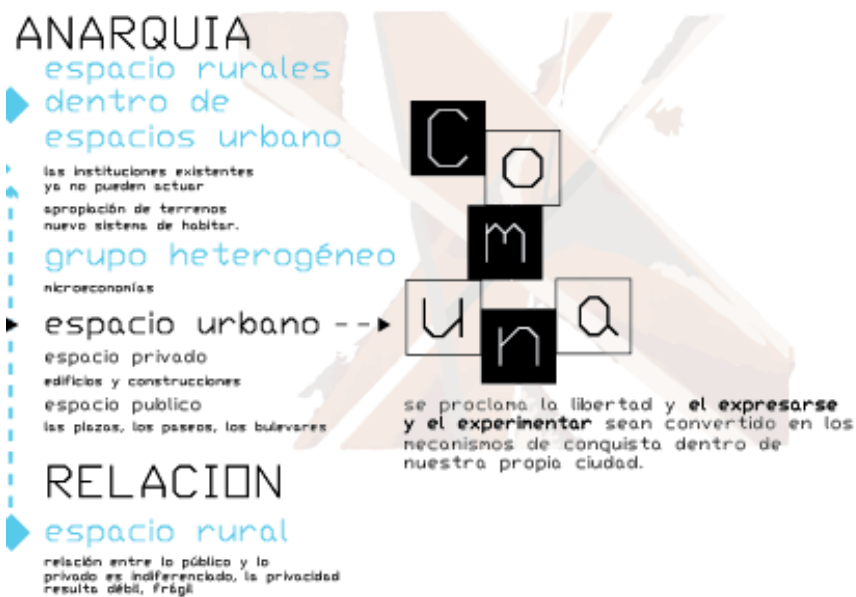 ANARQUIA
espacio rurales
dentro de
espacios urbano
las instituciones existentes
ya no pueden actuar
apropiación de terrenos
nuevo sistema de habitar.
grupo heterogéneo
microeconomías
espacio urbano
espacio privado
edificios y construcciones
espacio publico
las plazas, los paseos, los bulevares
RELACION
espacio rural
relación entre lo público y lo
privado es indiferenciado, la privacidad
resulta débil, frágil
C
o
m
u
n
a
se proclama la libertad y el expresarse
y el experimentar sean convertido en los
mecanismos de conquista dentro de
nuestra propia ciudad.